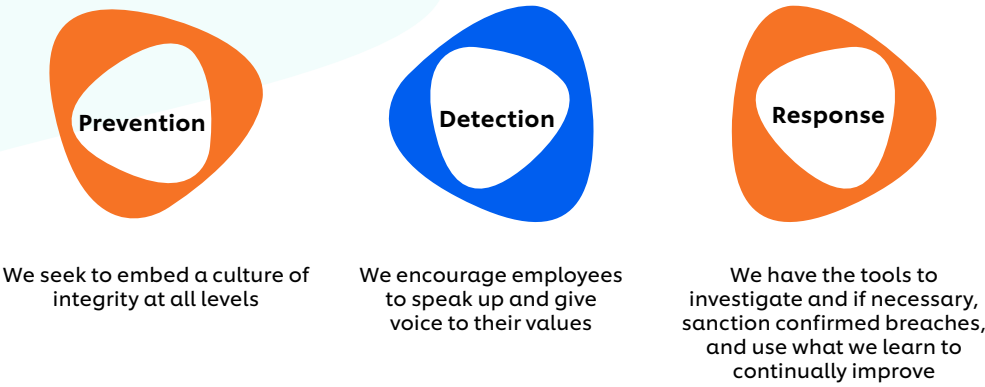 Prevention
We seek to embed a culture of
integrity at all levels
Detection
We encourage employees
to speak up and give
voice to their values
Response
We have the tools to
investigate and if necessary,
sanction confirmed breaches,
and use what we learn to
continually improve